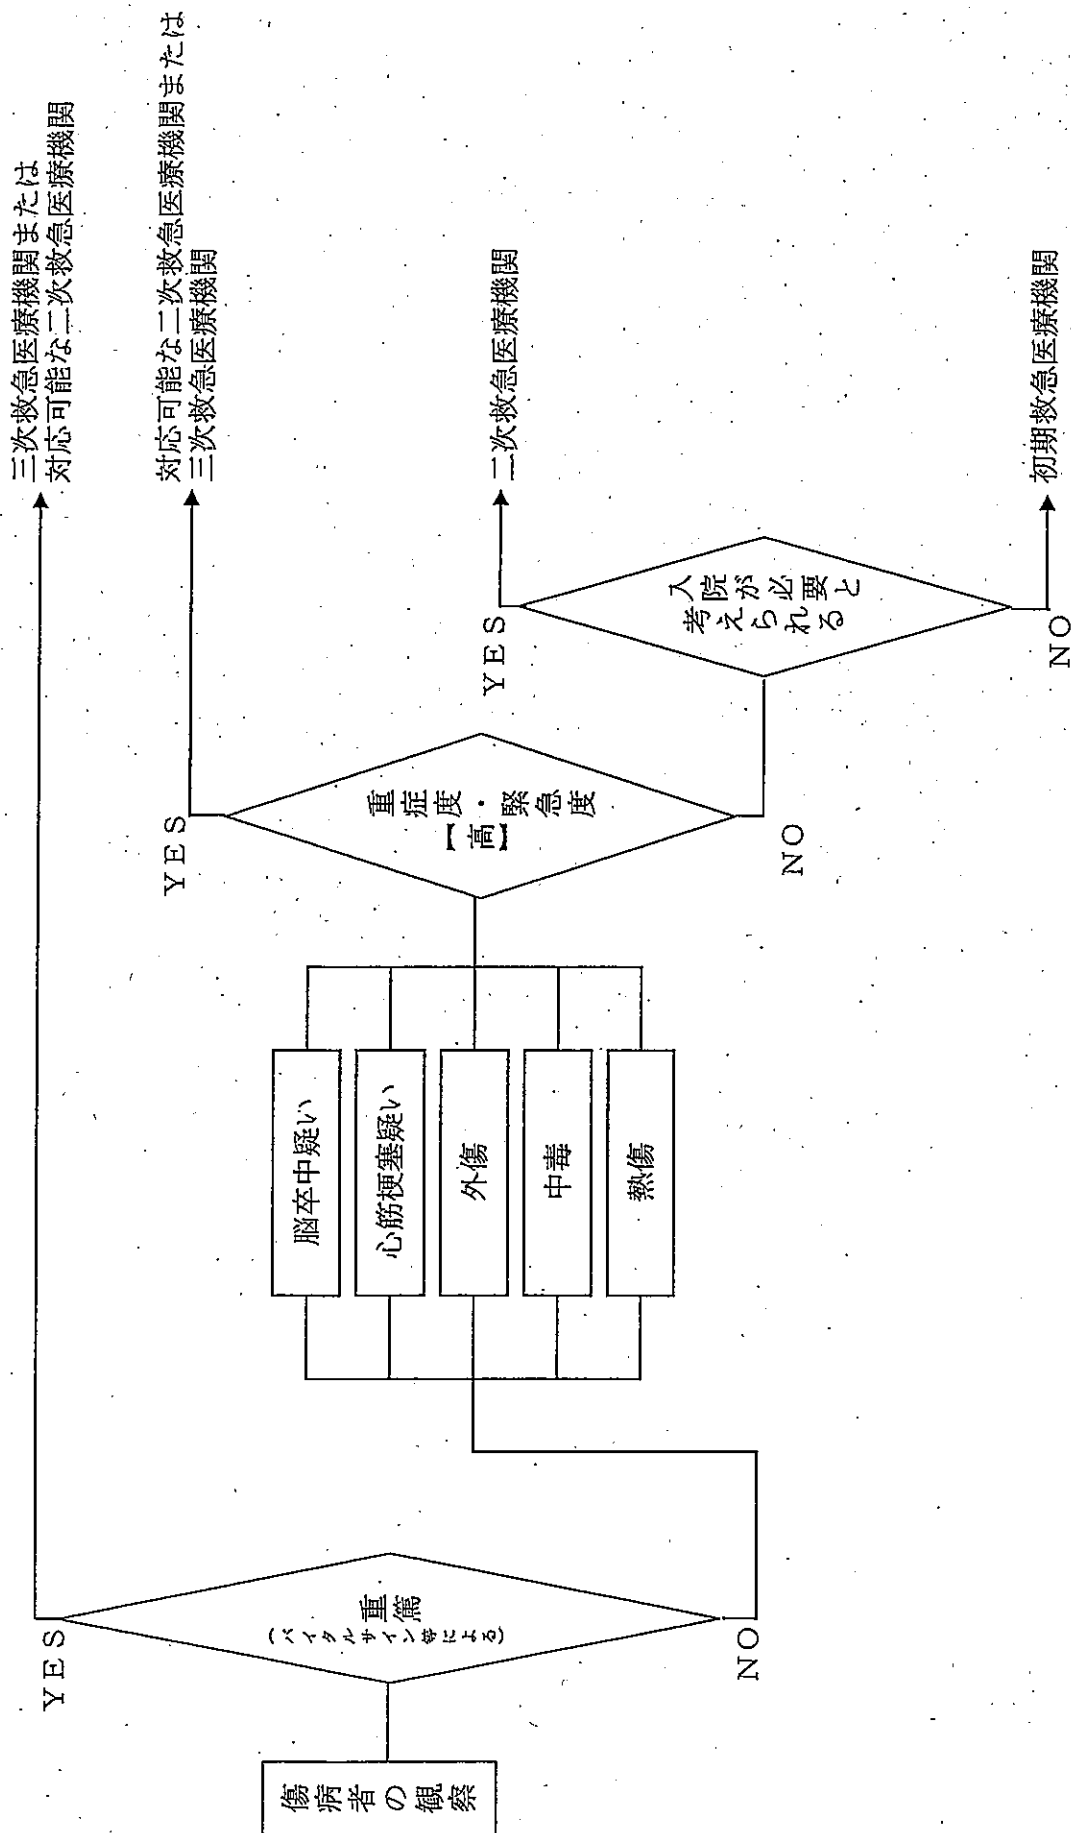 傷病者の観察
重篤
(バイタルサイン等による)
YES
NO
脳卒中疑い
心筋梗塞疑い
外傷
中毒
熱傷
重症度・緊急度
【高】
YES
NO
入院が必要と
考えられる
YES
NO
三次救急医療機関または
対応可能な二次救急医療機関
対応可能な二次救急医療機関または
三次救急医療機関
二次救急医療機関
初期救急医療機関